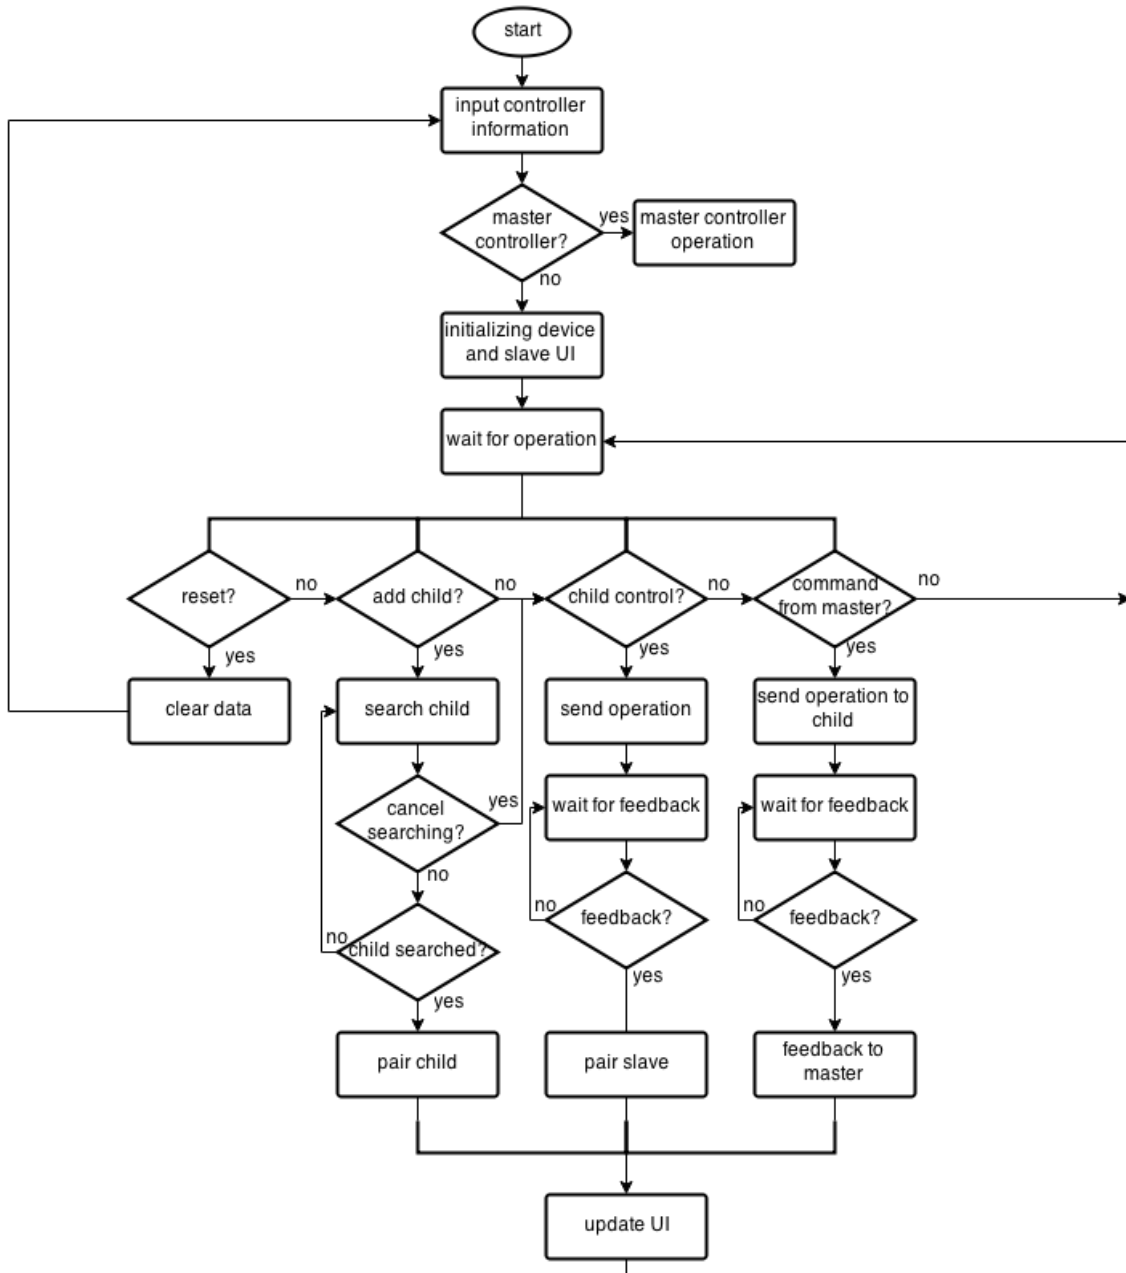 start
input controller
information
master
controller?
yes
master controller
operation
no
initializing device
and slave UI
wait for operation
reset?
no
add child?
no
child control?
no
command
from master?
no
yes
yes
yes
yes
clear data
search child
send operation
send operation to
child
cancel
searching?
yes
wait for feedback
wait for feedback
no
no
child searched?
no
feedback?
no
feedback?
yes
yes
yes
pair child
pair slave
feedback to
master
update UI